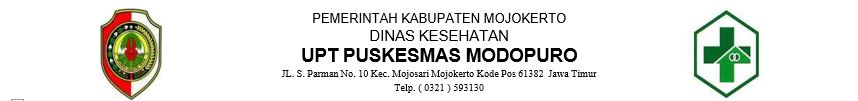 PEMERINTAH KABUPATEN MOJOKERTO
DINAS KESEHATAN
UPT PUSKESMAS MODOPURO
JL. S. Parman No. 10 Kec. Mojosari Mojokerto Kode Pos 61382 Jawa Timur
Telp. ( 0321 ) 593130